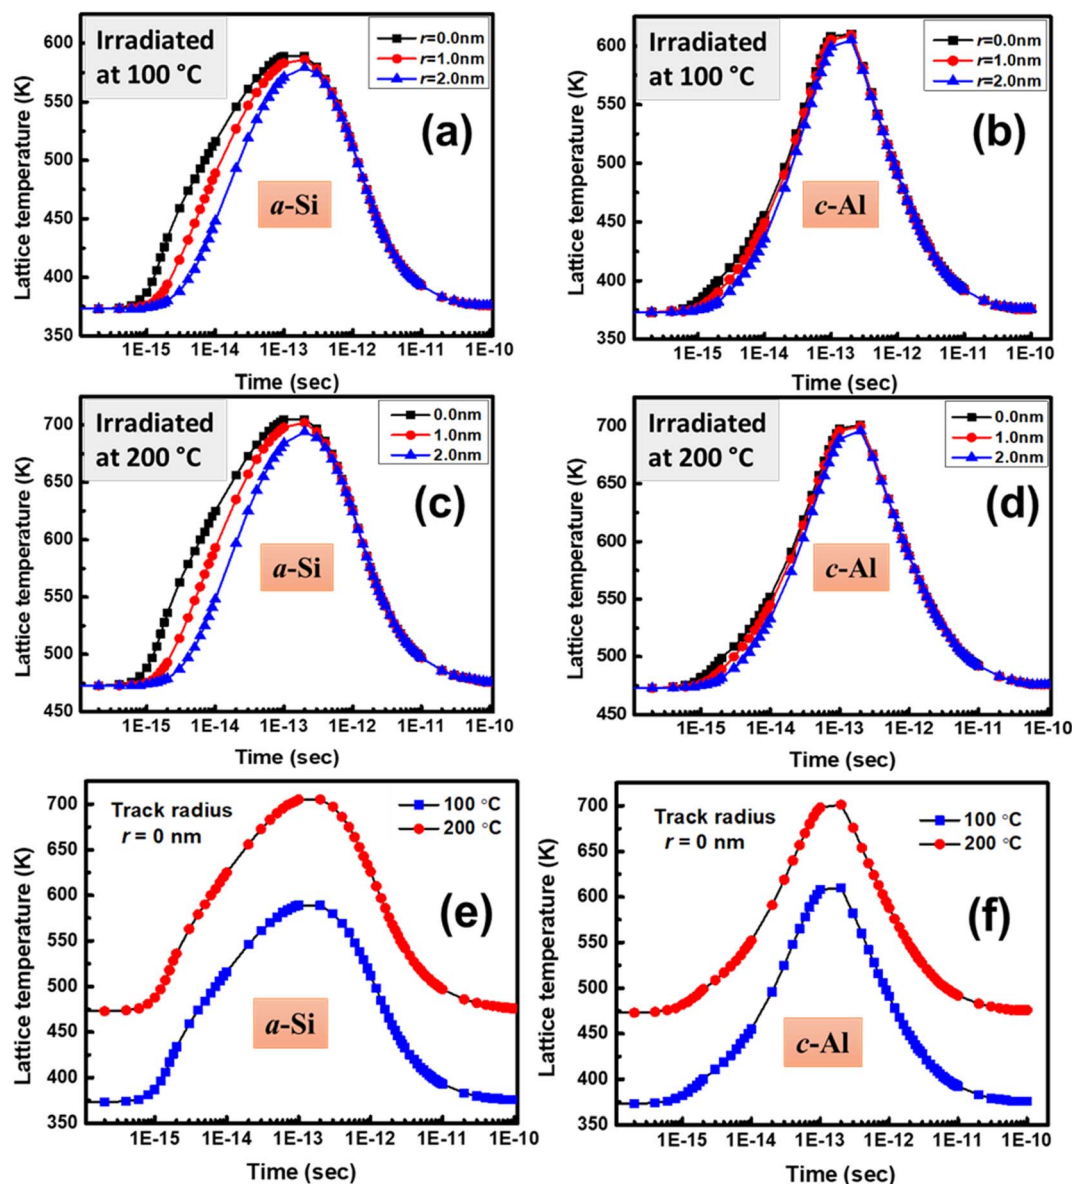 Irradiated
at 100 °C
r=0.0nm
r=1.0nm
r=2.0nm
(a)
a-Si
Lattice temperature (K)
600
550
500
450
400
350
1E-15 1E-14 1E-13 1E-12 1E-11 1E-10
Time (sec)
Irradiated
at 100 °C
r=0.0nm
r=1.0nm
r=2.0nm
(b)
c-Al
Lattice temperature (K)
600
550
500
450
400
350
1E-15 1E-14 1E-13 1E-12 1E-11 1E-10
Time (sec)
Irradiated
at 200 °C
0.0nm
1.0nm
2.0nm
(c)
a-Si
Lattice temperature (K)
700
650
600
550
500
450
1E-15 1E-14 1E-13 1E-12 1E-11 1E-10
Time (sec)
Irradiated
at 200 °C
0.0nm
1.0nm
2.0nm
(d)
c-Al
Lattice temperature (K)
700
650
600
550
500
450
1E-15 1E-14 1E-13 1E-12 1E-11 1E-10
Time (sec)
Track radius
r = 0 nm
100 °C
200 °C
(e)
a-Si
Lattice temperature (K)
700
650
600
550
500
450
400
350
1E-15 1E-14 1E-13 1E-12 1E-11 1E-10
Time (sec)
Track radius
r = 0 nm
100 °C
200 °C
(f)
c-Al
Lattice temperature (K)
700
650
600
550
500
450
400
350
1E-15 1E-14 1E-13 1E-12 1E-11 1E-10
Time (sec)